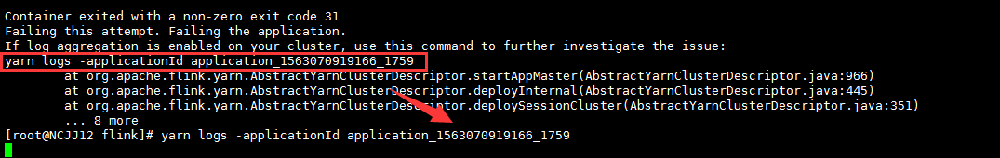 Container exited with a non-zero exit code 31
Failing this attempt. Failing the application.
If log aggregation is enabled on your cluster, use this command to further investigate the issue:
yarn logs -applicationId application_1563070919166_1759
at org.apache.flink.yarn.AbstractYarnClusterDescriptor.startAppMaster(AbstractYarnClusterDescriptor.java:966)
at org.apache.flink.yarn.AbstractYarnClusterDescriptor.deployInternal(AbstractYarnClusterDescriptor.java:445)
at org.apache.flink.yarn.AbstractYarnClusterDescriptor.deploySessionCluster(AbstractYarnClusterDescriptor.java:351)
... 8 more
[root@NCJJ12 flink]# yarn logs -applicationId application_1563070919166_1759